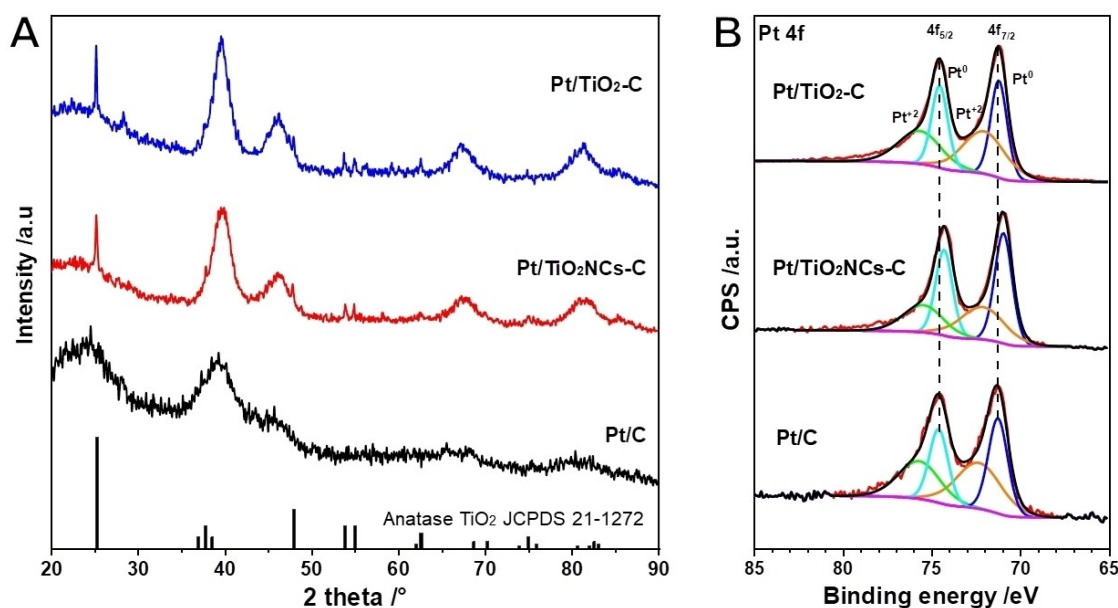 A
Intensity /a.u
Pt/TiO₂-C
Pt/TiO₂NCs-C
Pt/C
Anatase TiO₂ JCPDS 21-1272
20 30 40 50 60 70 80 90
2 theta /°
B
CPS /a.u.
Pt 4f
4f₅/₂ 4f₇/₂
Pt⁰ Pt⁰
Pt/TiO₂-C
Pt⁺² Pt⁺²
Pt/TiO₂NCs-C
Pt/C
85 80 75 70 65
Binding energy /eV